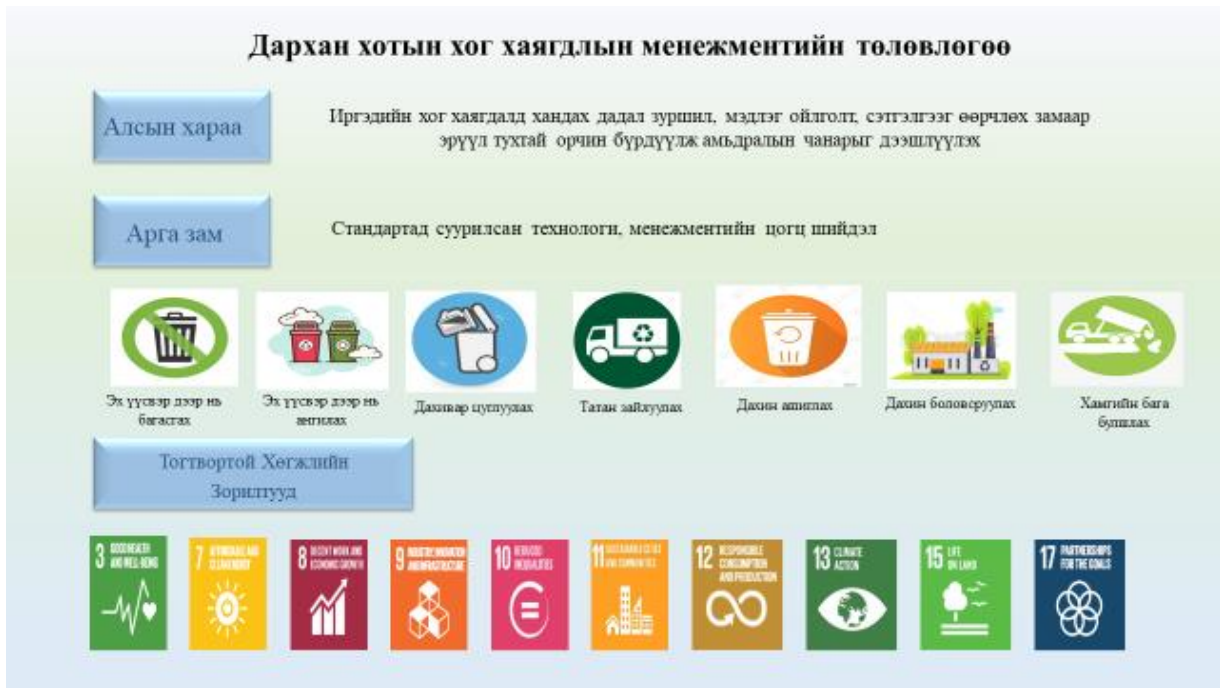 Дархан хотын хог хаягдлын менежментийн төлөвлөгөө
Алсын хараа
Иргэдийн хог хаягдалд хандах дадал зуршил, мэдлэг ойлголт, сэтгэлгээг өөрчлөх замаар
эрүүл тухтай орчин бүрдүүлж амьдралын чанарыг дээшлүүлэх
Арга зам
Стандартад суурилсан технологи, менежментийн цогц шийдэл
Эх үүсвэр дээр нь
багасгах
Эх үүсвэр дээр нь
ангилах
Дахивар цуглуулах
Татан зайлуулах
Дахин ашиглах
Дахин боловсруулах
Хамгийн бага
булшлах
Тогтвортой Хөгжлийн
Зорилтууд
3 GOOD HEALTH
AND WELL-BEING
7 AFFORDABLE AND
CLEAN ENERGY
8 DECENT WORK AND
ECONOMIC GROWTH
9 INDUSTRY, INNOVATION
AND INFRASTRUCTURE
10 REDUCED
INEQUALITIES
11 SUSTAINABLE CITIES
AND COMMUNITIES
12 RESPONSIBLE
CONSUMPTION
AND PRODUCTION
13 CLIMATE
ACTION
15 LIFE
ON LAND
17 PARTNERSHIPS
FOR THE GOALS